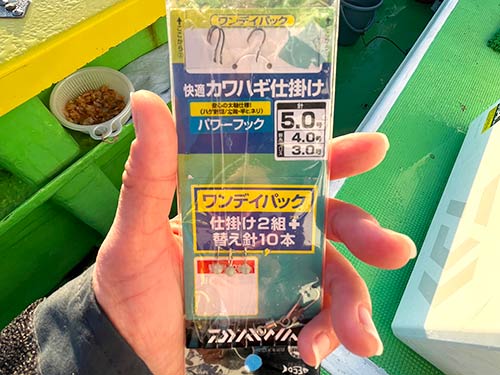 ワンデイパック
快適カワハギ仕掛け
パワーフック
針
5.0号
4.0号
3.0号
ワンデイパック
仕掛け2組+
替え針10本
DAIWA